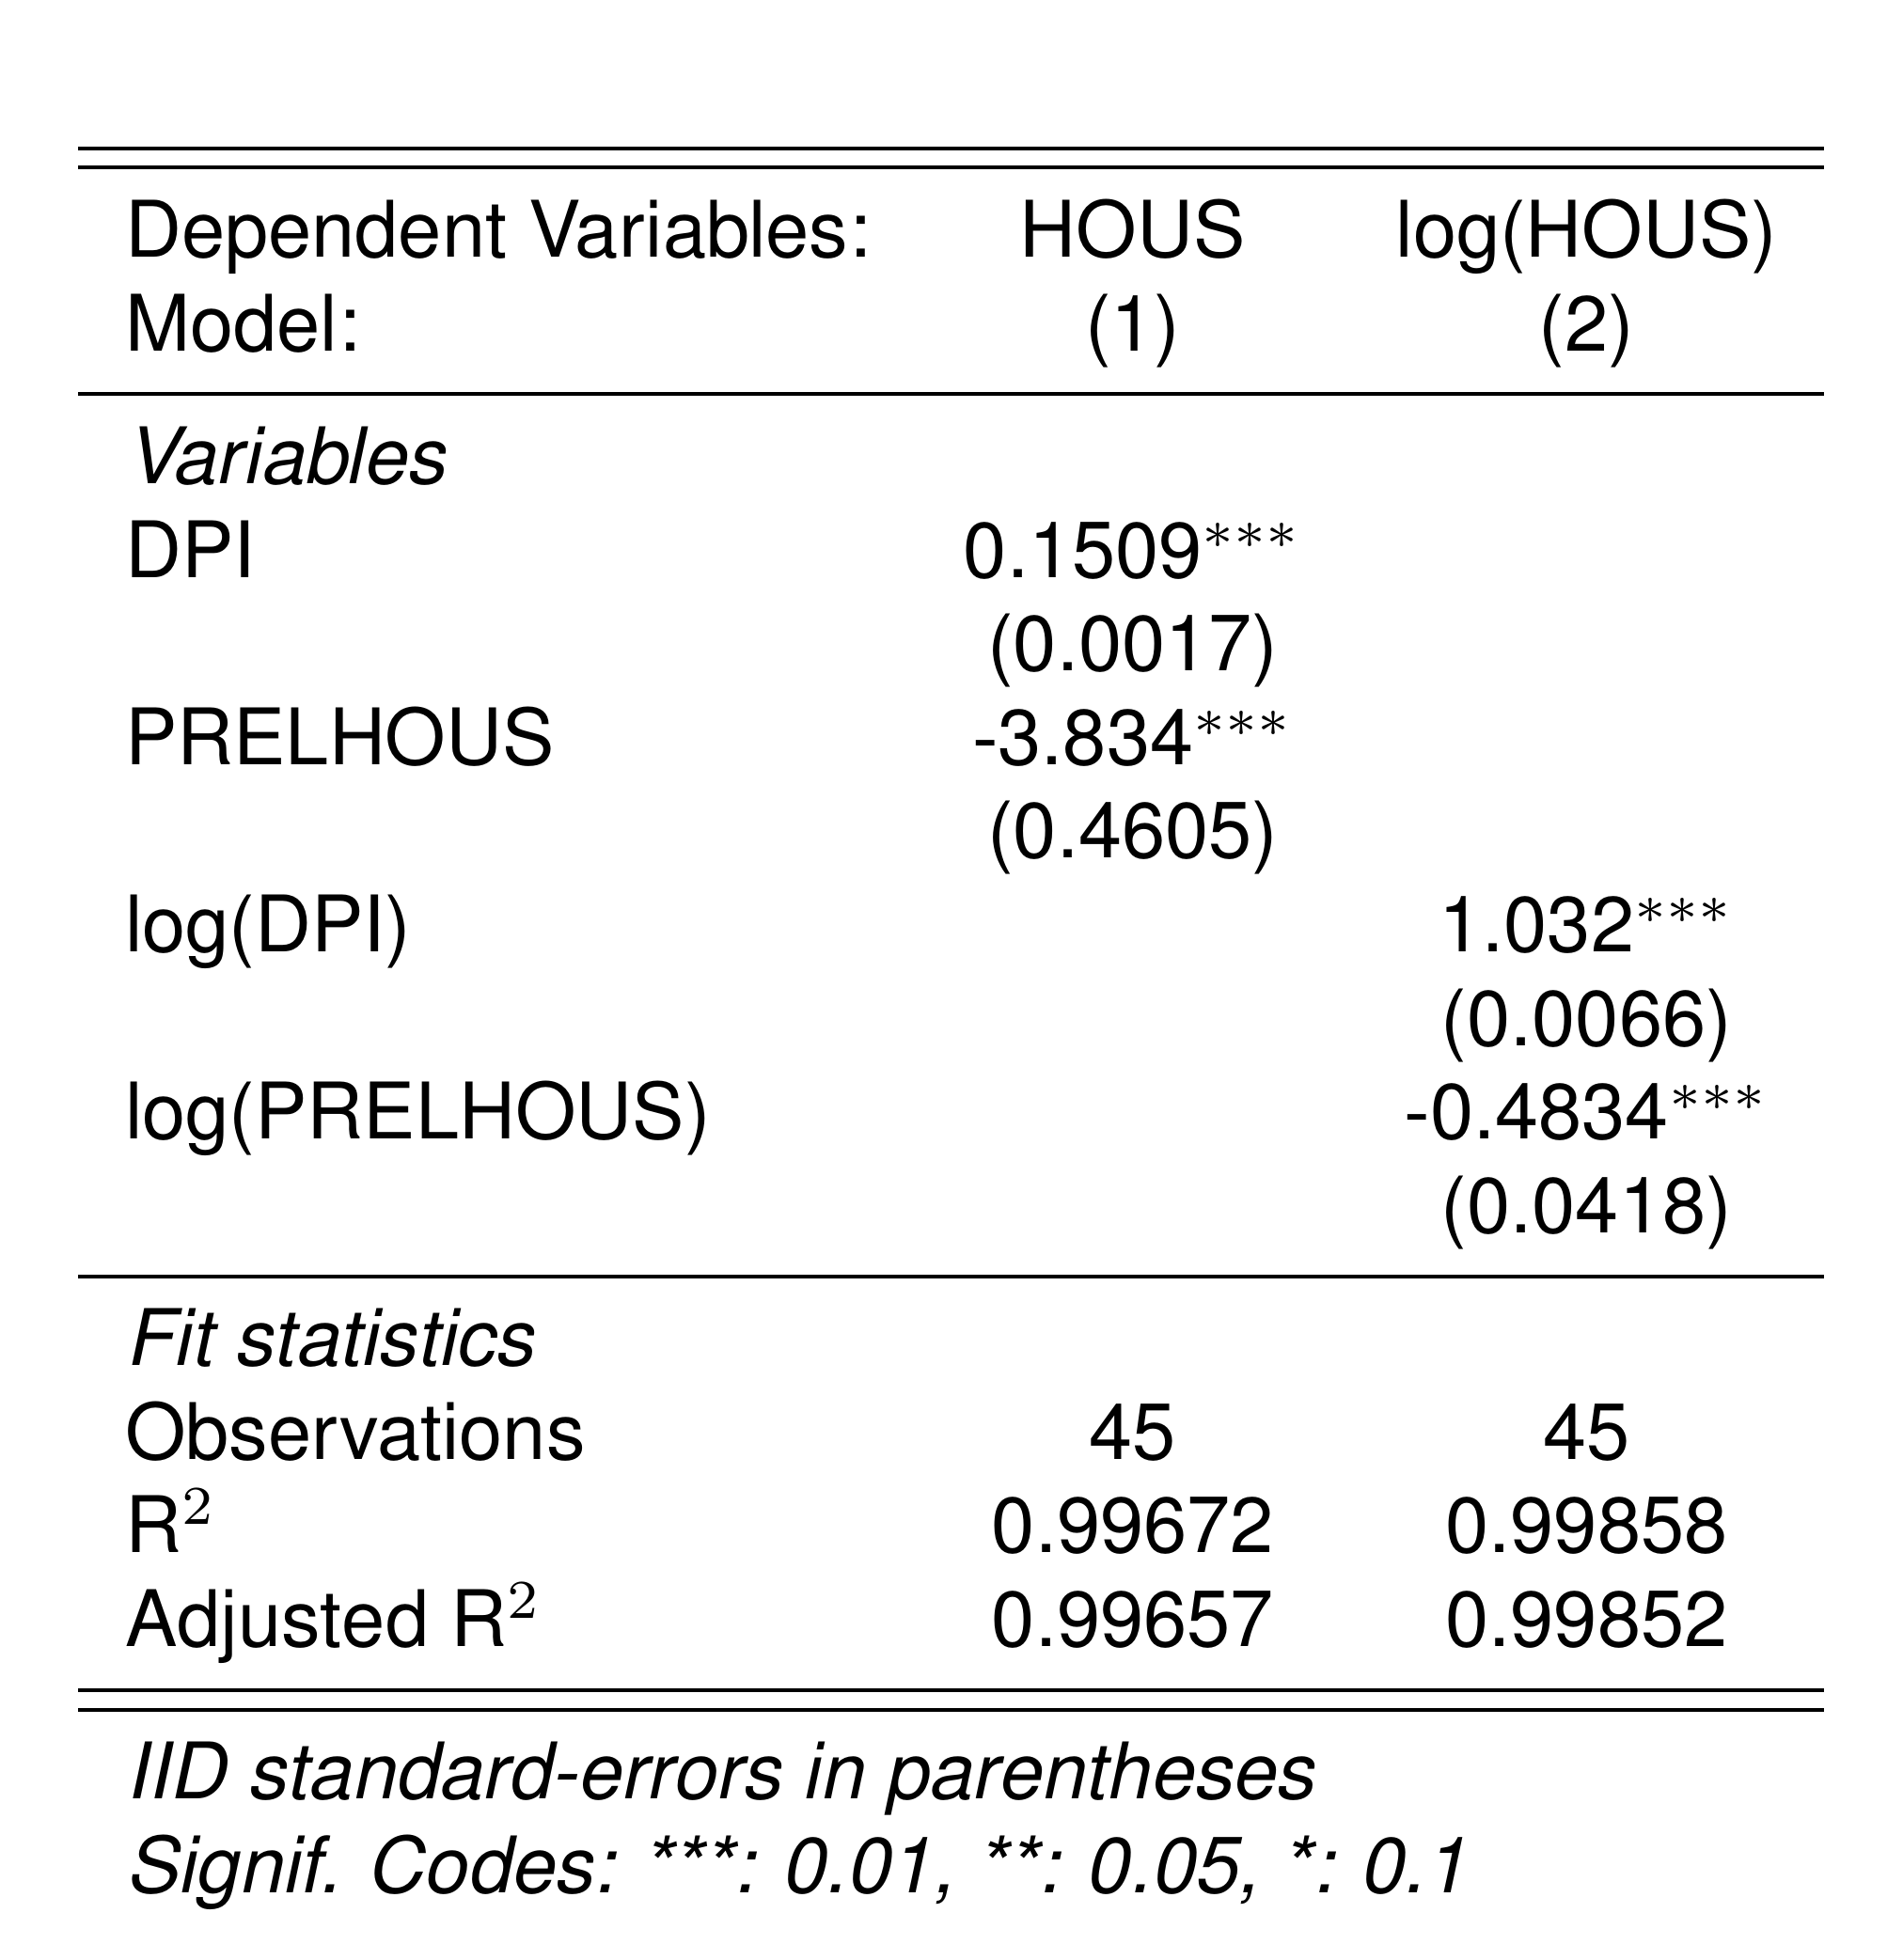 Dependent Variables: HOUS log(HOUS)
Model: (1) (2)
Variables
DPI 0.1509***
(0.0017)
PRELHOUS -3.834***
(0.4605)
log(DPI) 1.032***
(0.0066)
log(PRELHOUS) -0.4834***
(0.0418)
Fit statistics
Observations 45 45
R² 0.99672 0.99858
Adjusted R² 0.99657 0.99852
IID standard-errors in parentheses
Signif. Codes: ***: 0.01, **: 0.05, *: 0.1